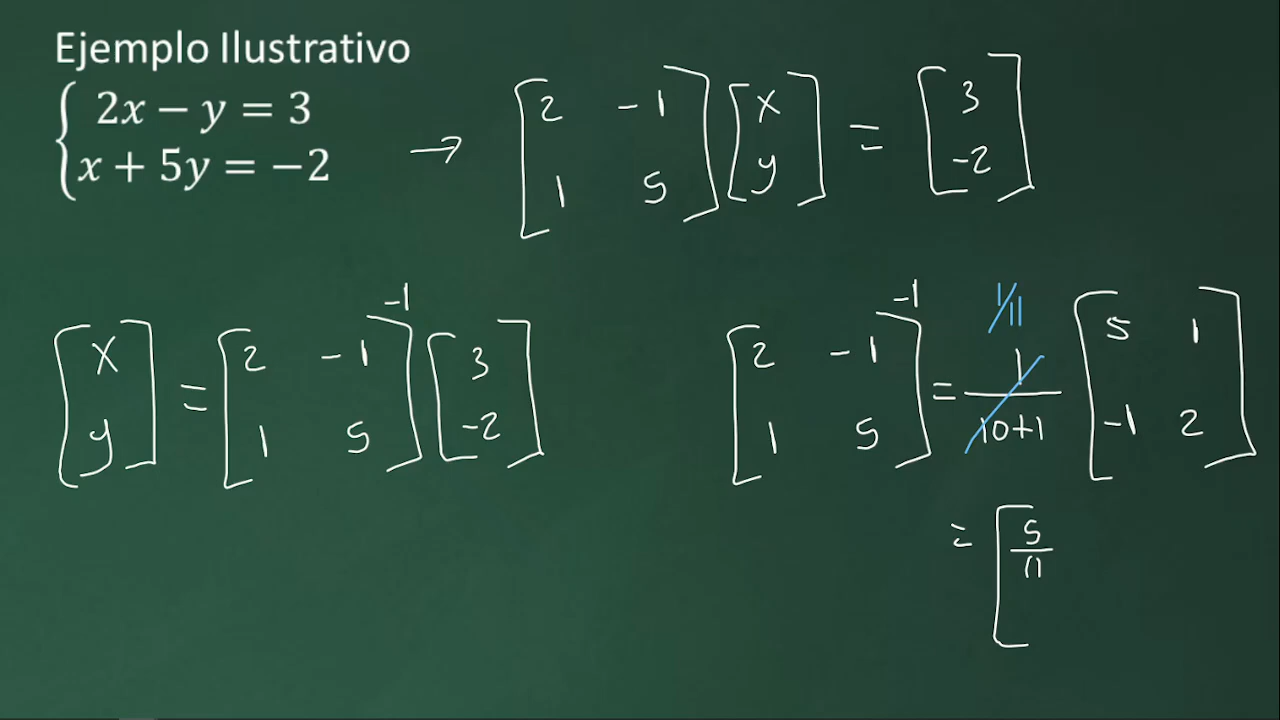 Ejemplo Ilustrativo
2x − y = 3
x + 5y = −2
→ [2 -1; 1 5] [x; y] = [3; -2]
[x; y] = [2 -1; 1 5]^-1 [3; -2]
[2 -1; 1 5]^-1 = 1/11 1/(10+1) [5 1; -1 2]
= [5/11